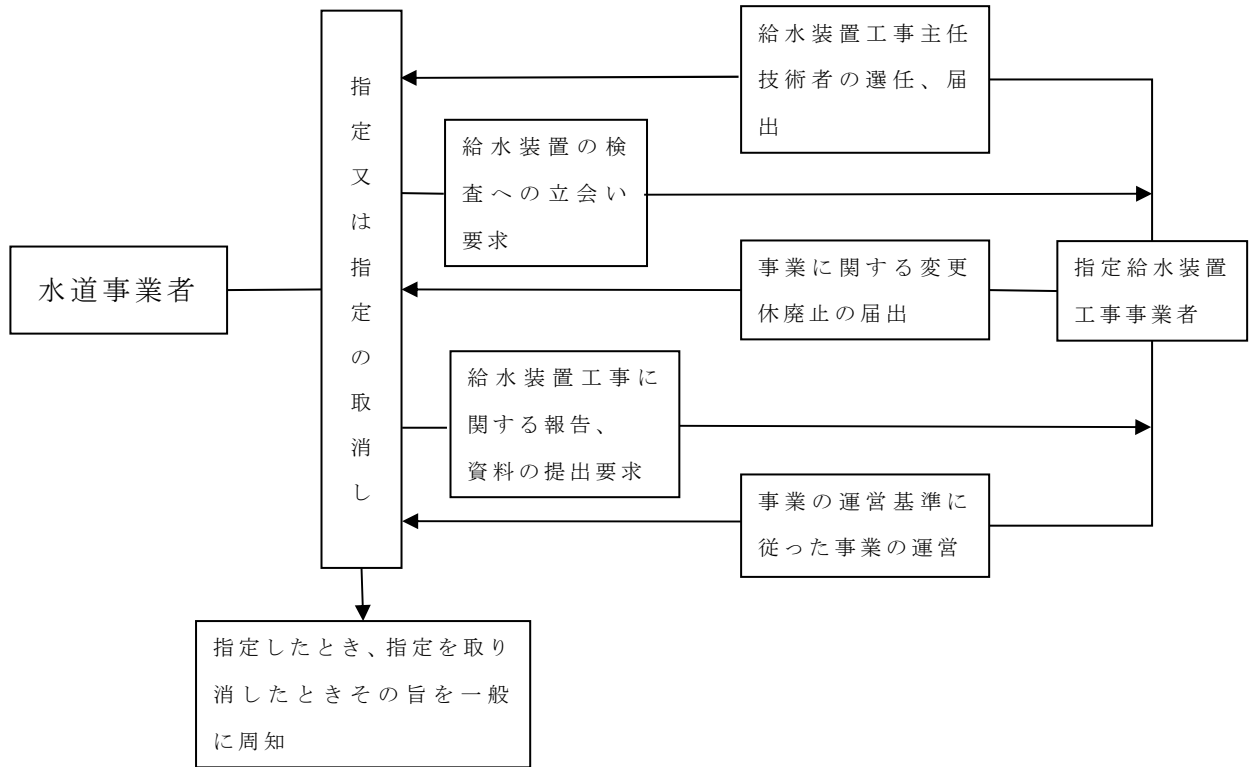 水道事業者
指定又は指定の取消し
給水装置工事主任
技術者の選任、届
出
給水装置の検
査への立会い
要求
事業に関する変更
休廃止の届出
指定給水装置
工事事業者
給水装置工事に
関する報告、
資料の提出要求
事業の運営基準に
従った事業の運営
指定したとき、指定を取り
消したときその旨を一般
に周知